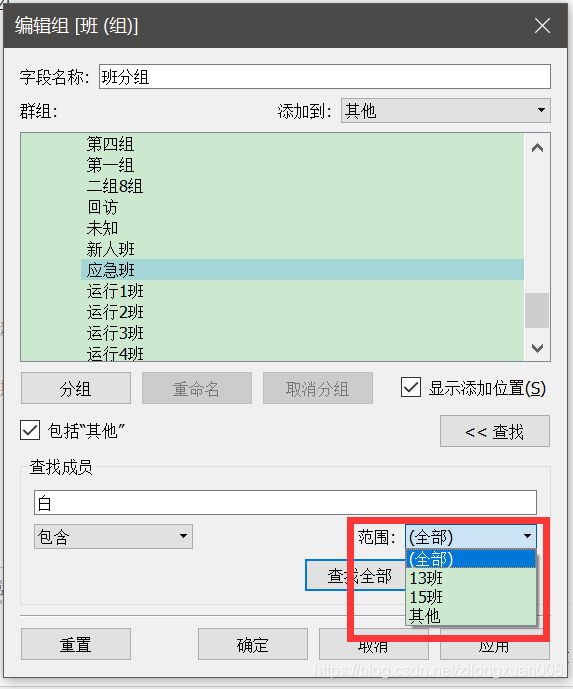 编辑组 [班 (组)]
字段名称: 班分组
群组: 添加到: 其他
第四组
第一组
二组8组
回访
未知
新人班
应急班
运行1班
运行2班
运行3班
运行4班
分组 重命名 取消分组 显示添加位置(S)
包括“其他” << 查找
查找成员
白
包含 范围: (全部)
(全部)
查找全部 13班
15班
其他
重置 确定 取消 应用
https://blog.csdn.net/zilongxuan008